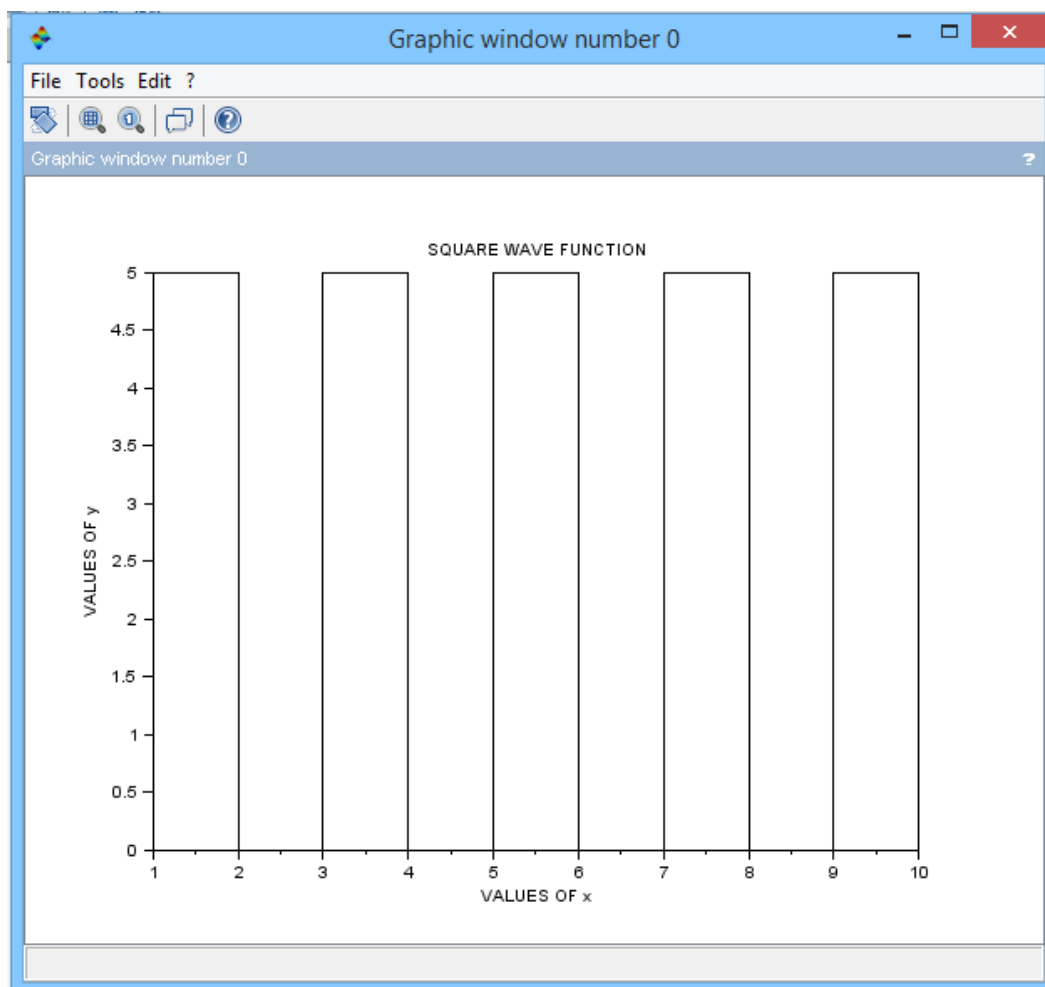 Graphic window number 0
File Tools Edit ?
Graphic window number 0 ?
SQUARE WAVE FUNCTION
5
4.5
4
3.5
3
2.5
2
1.5
1
0.5
0
VALUES OF y
1 2 3 4 5 6 7 8 9 10
VALUES OF x